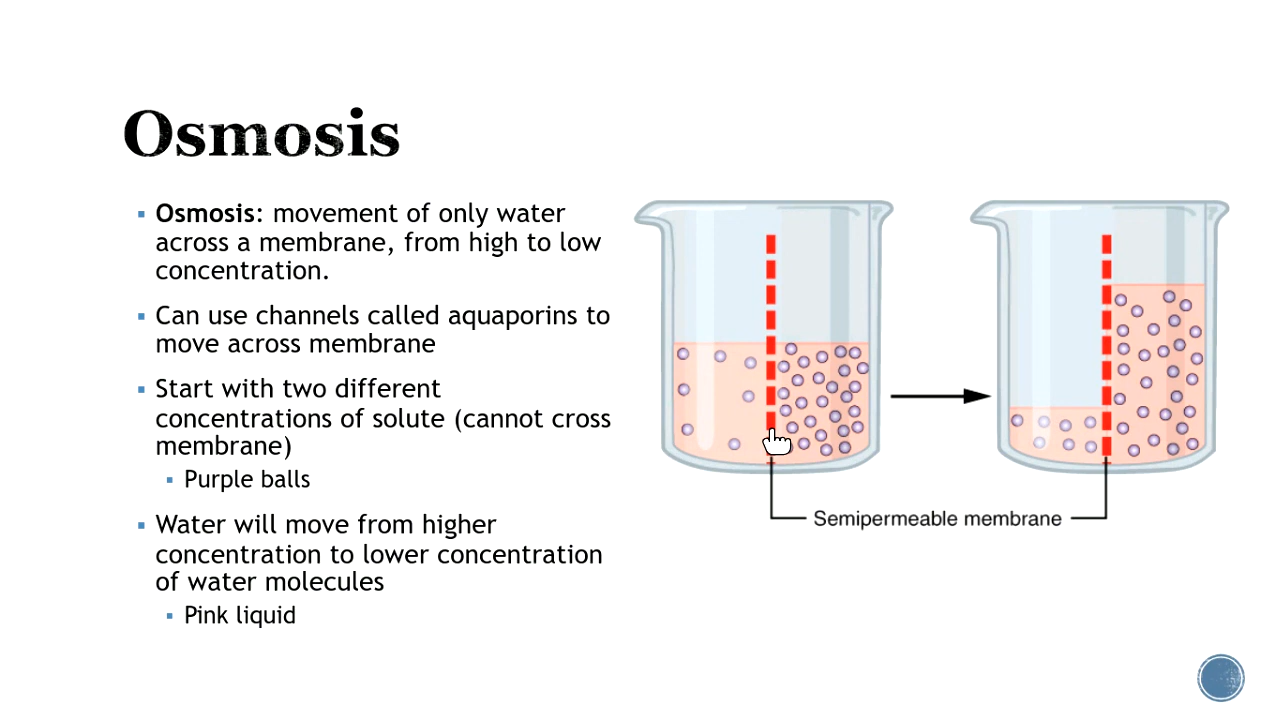 Osmosis
▪ Osmosis: movement of only water
across a membrane, from high to low
concentration.
▪ Can use channels called aquaporins to
move across membrane
▪ Start with two different
concentrations of solute (cannot cross
membrane)
▪ Purple balls
▪ Water will move from higher
concentration to lower concentration
of water molecules
▪ Pink liquid
Semipermeable membrane